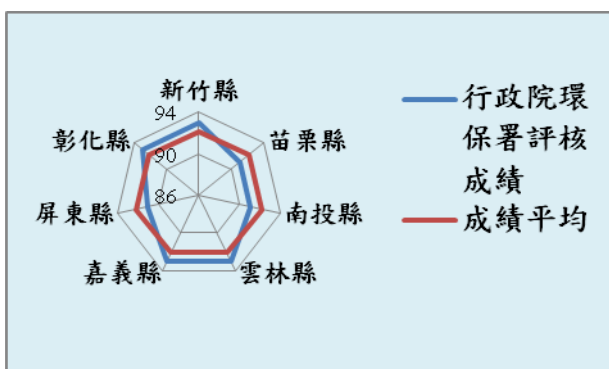 新竹縣
94
彰化縣
苗栗縣
90
86
屏東縣
南投縣
嘉義縣
雲林縣
行政院環
保署評核
成績
成績平均